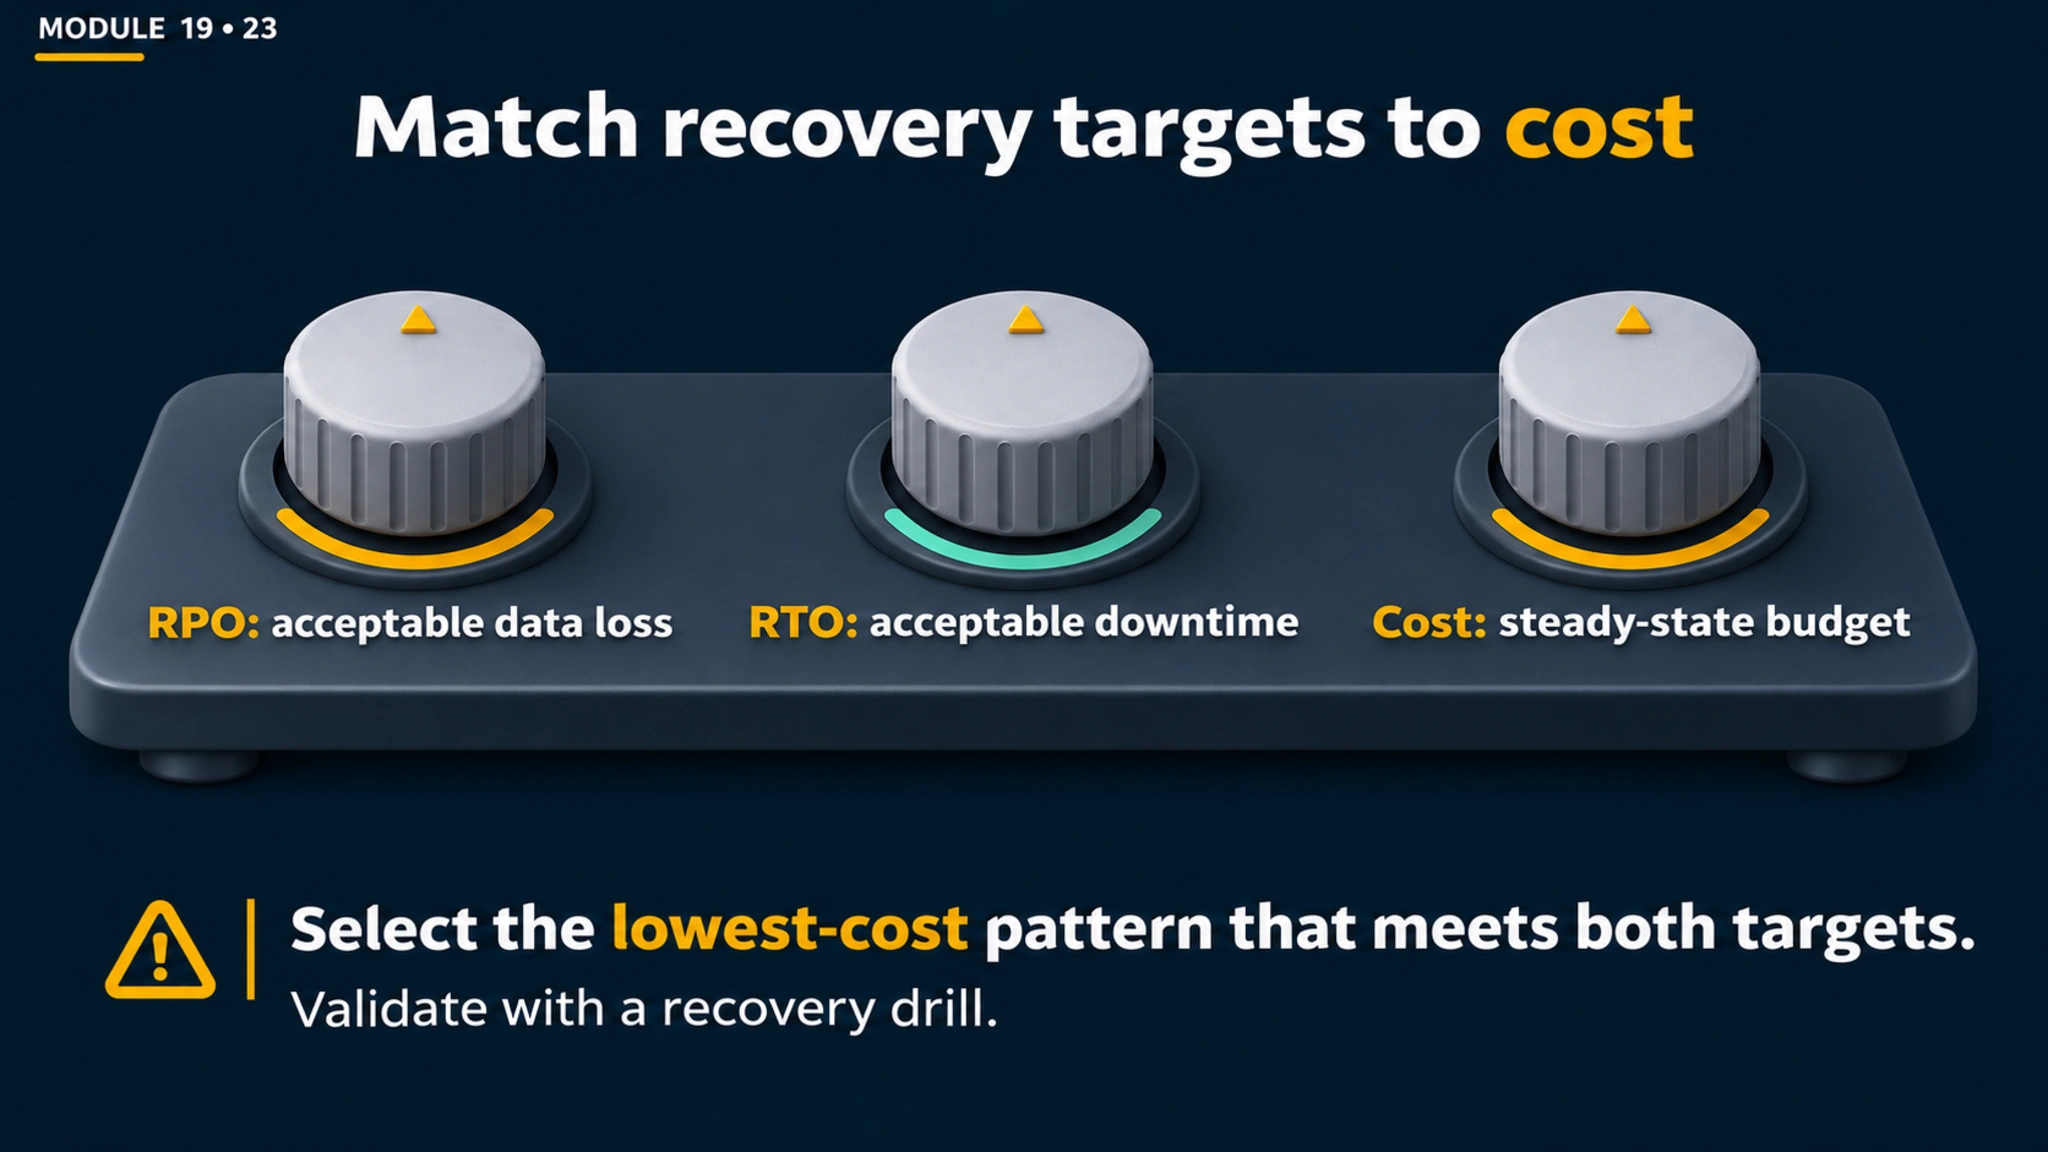 MODULE 19 • 23
Match recovery targets to cost
RPO: acceptable data loss
RTO: acceptable downtime
Cost: steady-state budget
Select the lowest-cost pattern that meets both targets.
Validate with a recovery drill.